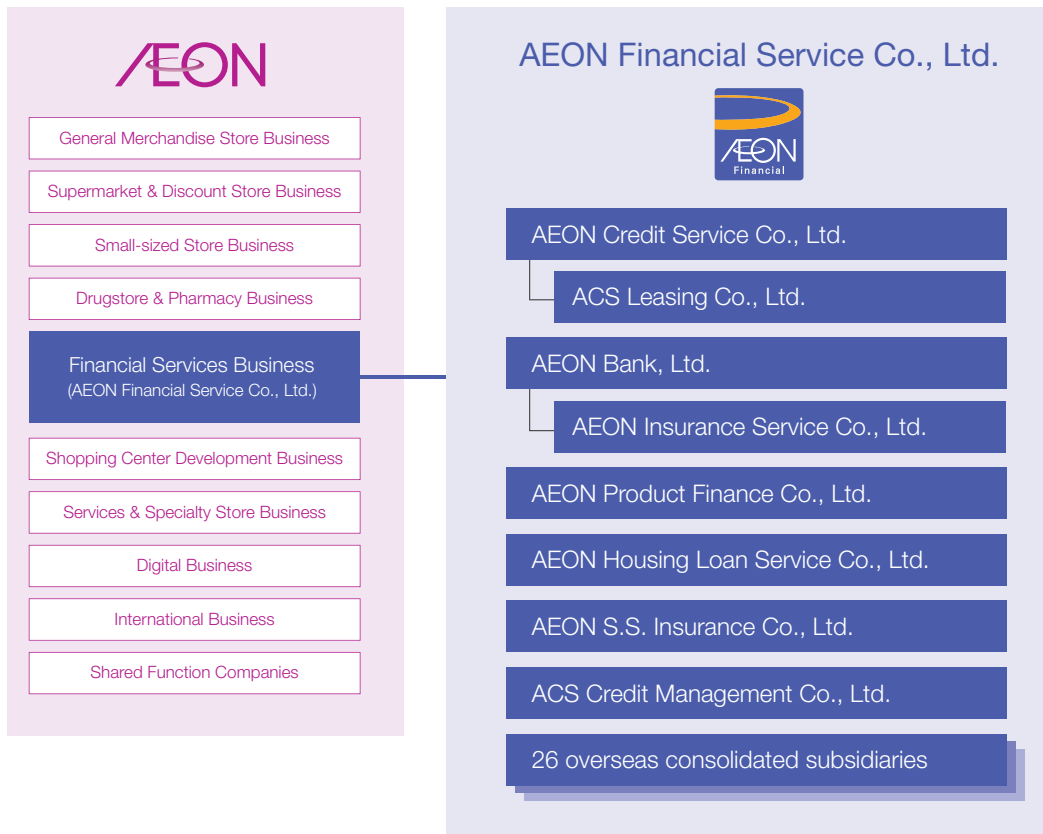 ÆON
General Merchandise Store Business
Supermarket & Discount Store Business
Small-sized Store Business
Drugstore & Pharmacy Business
Financial Services Business
(AEON Financial Service Co., Ltd.)
Shopping Center Development Business
Services & Specialty Store Business
Digital Business
International Business
Shared Function Companies
AEON Financial Service Co., Ltd.
ÆON
Financial
AEON Credit Service Co., Ltd.
ACS Leasing Co., Ltd.
AEON Bank, Ltd.
AEON Insurance Service Co., Ltd.
AEON Product Finance Co., Ltd.
AEON Housing Loan Service Co., Ltd.
AEON S.S. Insurance Co., Ltd.
ACS Credit Management Co., Ltd.
26 overseas consolidated subsidiaries